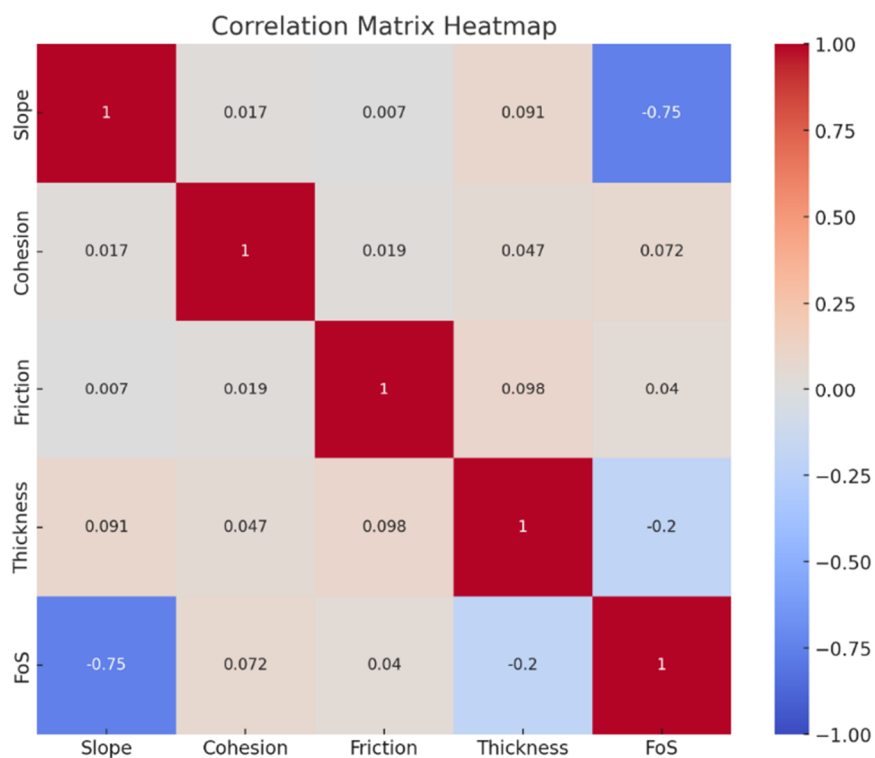 Correlation Matrix Heatmap
Slope 1 0.017 0.007 0.091 -0.75
Cohesion 0.017 1 0.019 0.047 0.072
Friction 0.007 0.019 1 0.098 0.04
Thickness 0.091 0.047 0.098 1 -0.2
FoS -0.75 0.072 0.04 -0.2 1
Slope Cohesion Friction Thickness FoS
1.00
0.75
0.50
0.25
0.00
−0.25
−0.50
−0.75
−1.00